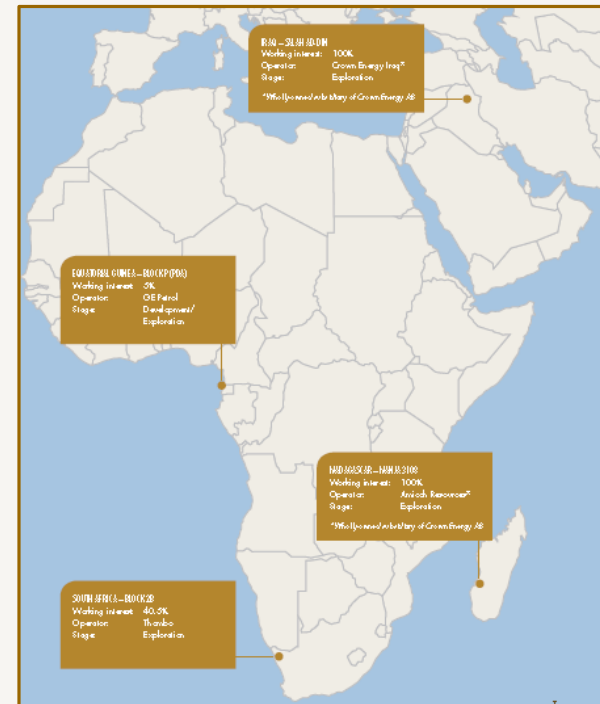 IRAQ – SALAH AD-DIN
Working interest: 100%
Operator: Crown Energy Iraq*
Stage: Exploration
*Wholly-owned subsidiary of Crown Energy AB
EQUATORIAL GUINEA – BLOCK P (PDA)
Working interest: 5%
Operator: GE Petrol
Stage: Development/
Exploration
MADAGASCAR – MANJA 3108
Working interest: 100%
Operator: Amicoh Resources*
Stage: Exploration
*Wholly-owned subsidiary of Crown Energy AB
SOUTH AFRICA – BLOCK 2B
Working interest: 40.5%
Operator: Thombo
Stage: Exploration